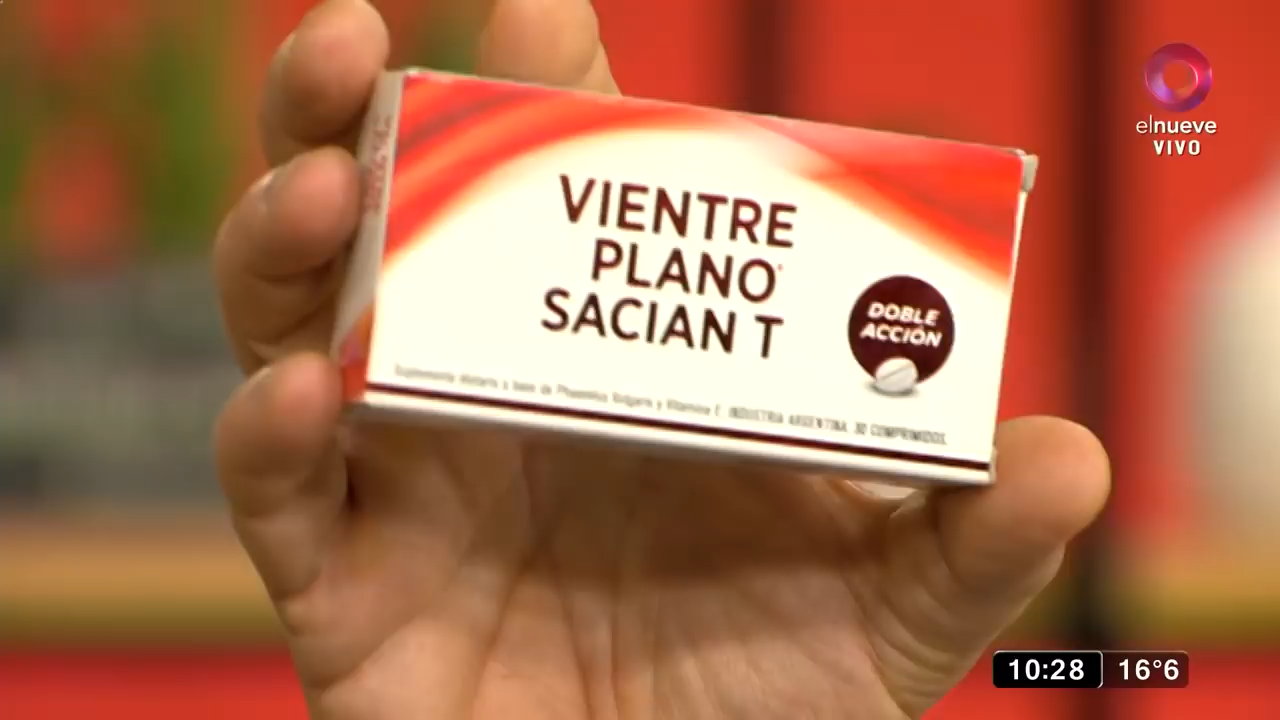 VIENTRE
PLANO
SACIAN T
DOBLE
ACCIÓN
Suplemento dietario a base de Phaseolus Vulgaris y Vitamina E. INDUSTRIA ARGENTINA. 30 COMPRIMIDOS.
elnueve
VIVO
10:28 16°6